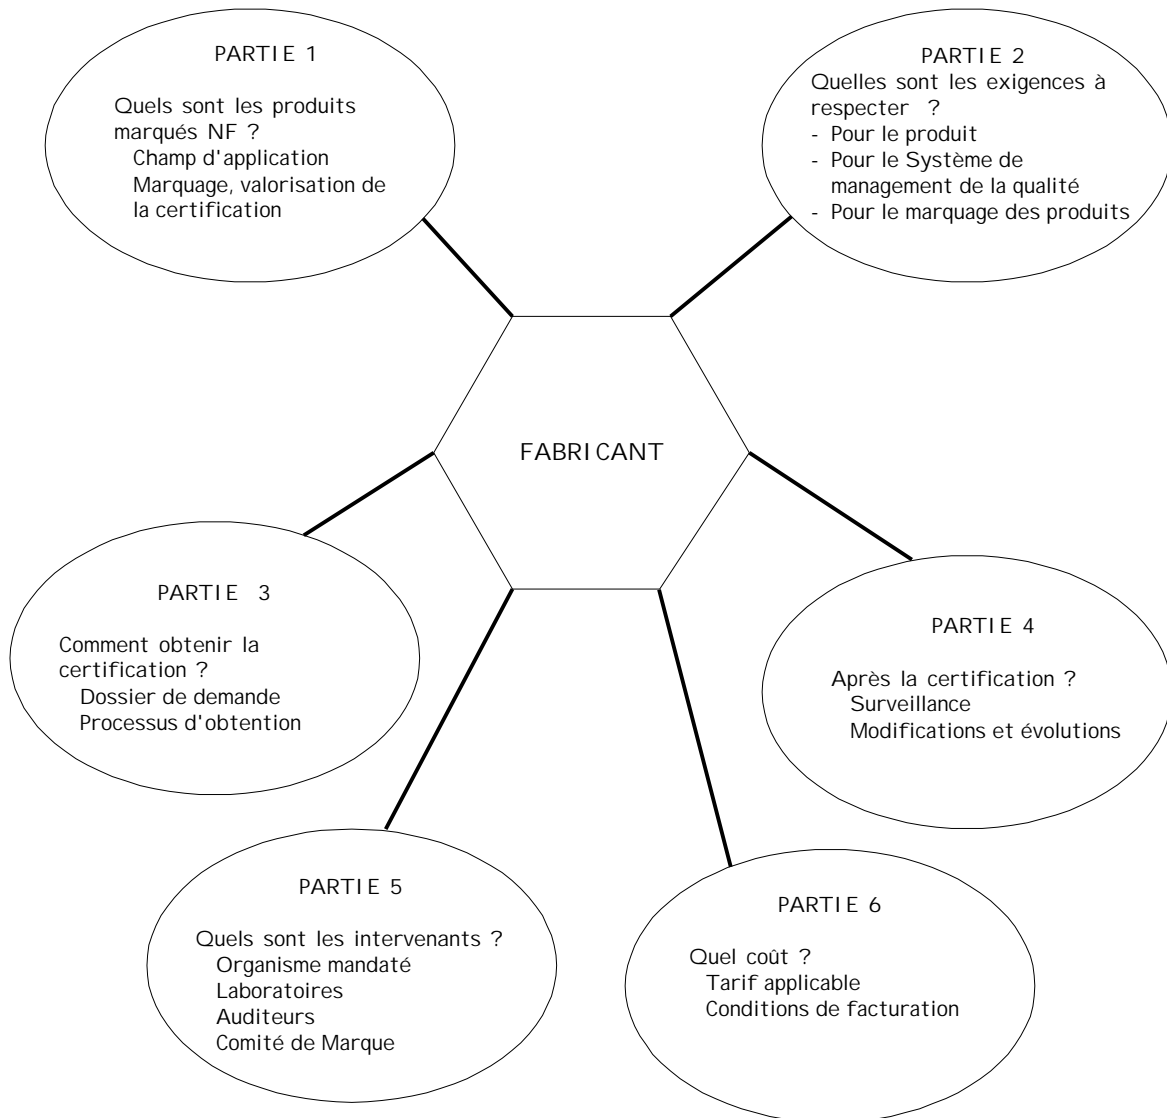 PARTIE 1
Quels sont les produits
marqués NF ?
Champ d'application
Marquage, valorisation de
la certification
PARTIE 2
Quelles sont les exigences à
respecter ?
- Pour le produit
- Pour le Système de
management de la qualité
- Pour le marquage des produits
FABRICANT
PARTIE 3
Comment obtenir la
certification ?
Dossier de demande
Processus d'obtention
PARTIE 4
Après la certification ?
Surveillance
Modifications et évolutions
PARTIE 5
Quels sont les intervenants ?
Organisme mandaté
Laboratoires
Auditeurs
Comité de Marque
PARTIE 6
Quel coût ?
Tarif applicable
Conditions de facturation